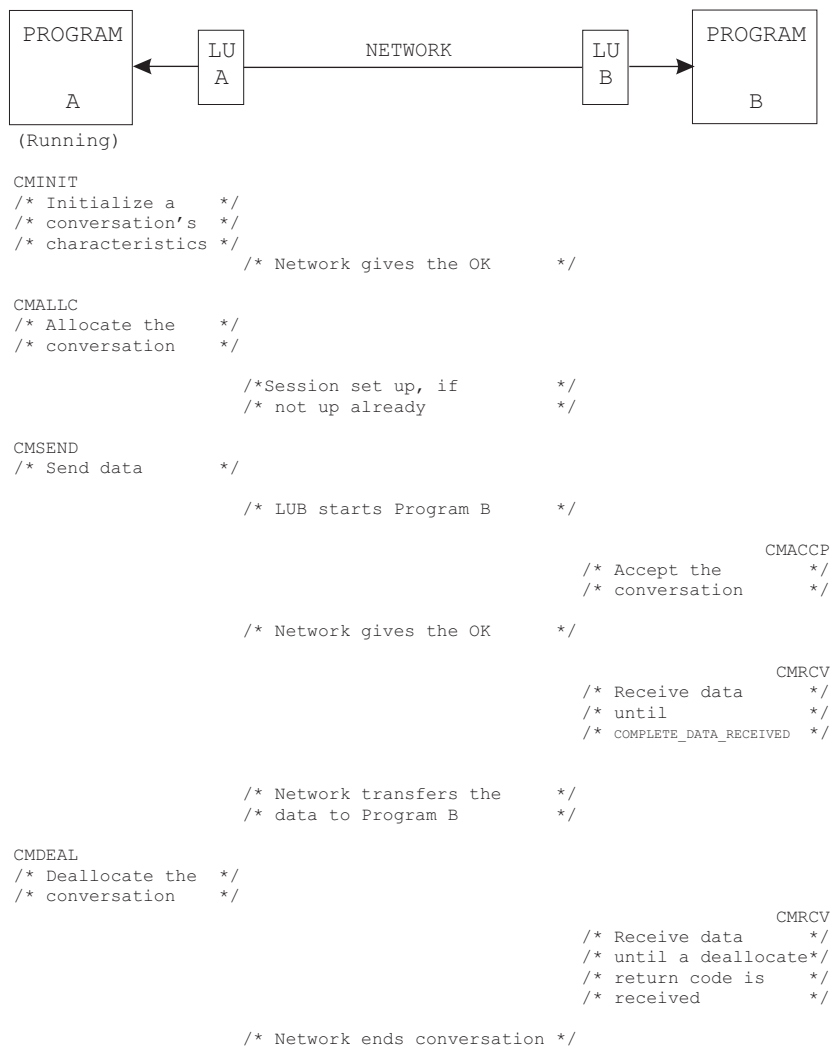 PROGRAM
A
LU
A
NETWORK
LU
B
PROGRAM
B
(Running)
CMINIT
/* Initialize a */
/* conversation's */
/* characteristics */
/* Network gives the OK */
CMALLC
/* Allocate the */
/* conversation */
/*Session set up, if */
/* not up already */
CMSEND
/* Send data */
/* LUB starts Program B */
CMACCP
/* Accept the */
/* conversation */
/* Network gives the OK */
CMRCV
/* Receive data */
/* until */
/* COMPLETE_DATA_RECEIVED */
/* Network transfers the */
/* data to Program B */
CMDEAL
/* Deallocate the */
/* conversation */
CMRCV
/* Receive data */
/* until a deallocate*/
/* return code is */
/* received */
/* Network ends conversation */